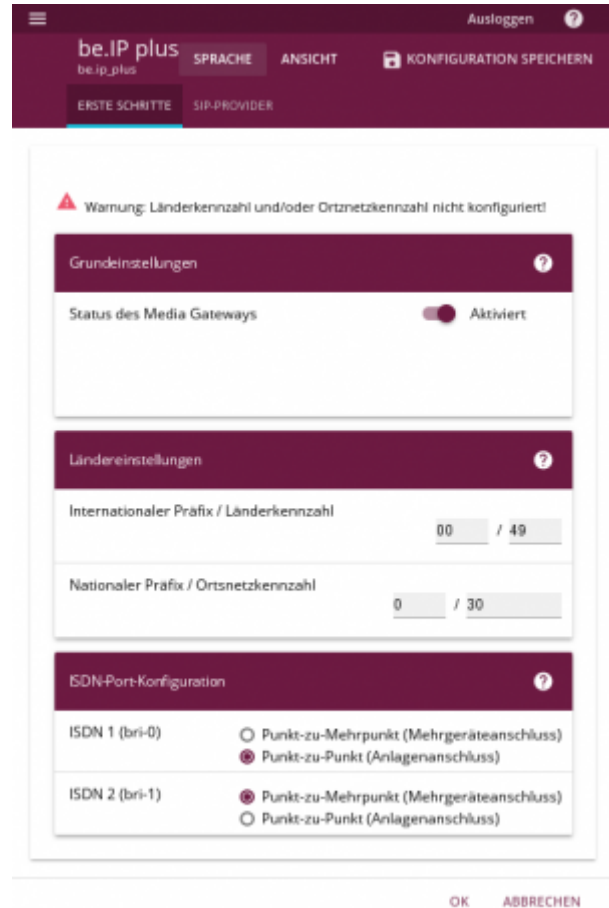 Ausloggen ?
be.IP plus
be.ip_plus
SPRACHE ANSICHT KONFIGURATION SPEICHERN
ERSTE SCHRITTE SIP-PROVIDER
Warnung: Länderkennzahl und/oder Ortznetzkennzahl nicht konfiguriert!
Grundeinstellungen ?
Status des Media Gateways Aktiviert
Ländereinstellungen ?
Internationaler Präfix / Länderkennzahl
00 / 49
Nationaler Präfix / Ortsnetzkennzahl
0 / 30
ISDN-Port-Konfiguration ?
ISDN 1 (bri-0) Punkt-zu-Mehrpunkt (Mehrgeräteanschluss)
Punkt-zu-Punkt (Anlagenanschluss)
ISDN 2 (bri-1) Punkt-zu-Mehrpunkt (Mehrgeräteanschluss)
Punkt-zu-Punkt (Anlagenanschluss)
OK ABBRECHEN